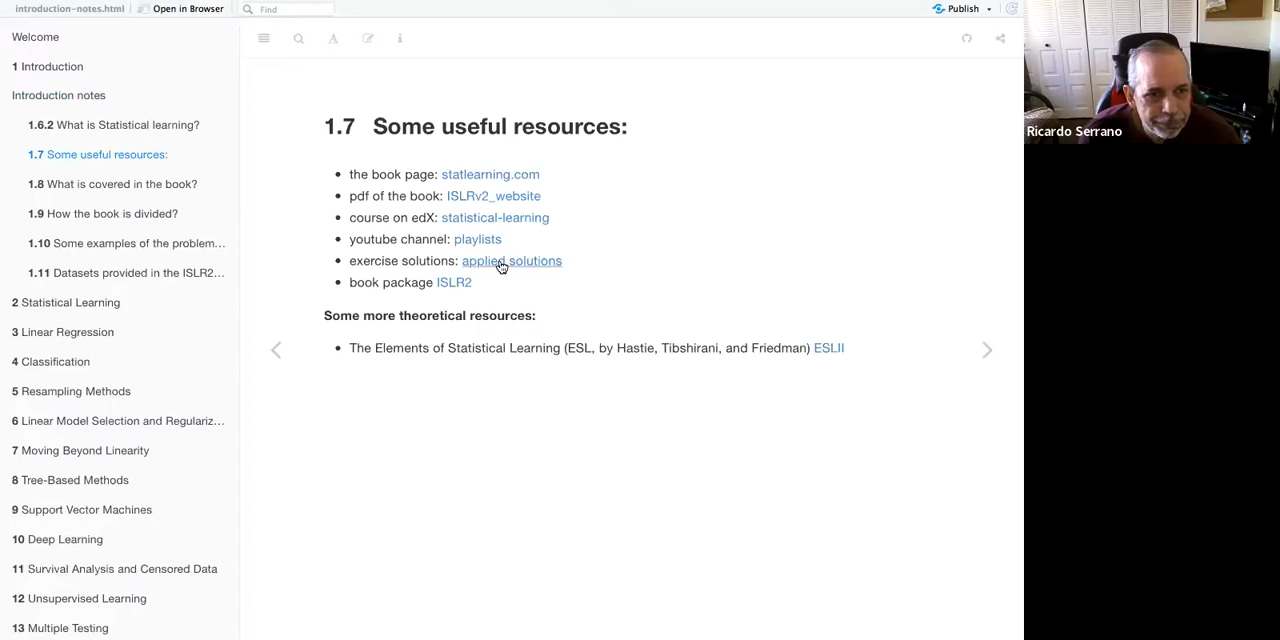 introduction-notes.html
Open in Browser
Find
Publish
Welcome
1 Introduction
Introduction notes
1.6.2 What is Statistical learning?
1.7 Some useful resources:
1.8 What is covered in the book?
1.9 How the book is divided?
1.10 Some examples of the problem...
1.11 Datasets provided in the ISLR2...
2 Statistical Learning
3 Linear Regression
4 Classification
5 Resampling Methods
6 Linear Model Selection and Regulariz...
7 Moving Beyond Linearity
8 Tree-Based Methods
9 Support Vector Machines
10 Deep Learning
11 Survival Analysis and Censored Data
12 Unsupervised Learning
13 Multiple Testing
1.7 Some useful resources:
• the book page: statlearning.com
• pdf of the book: ISLRv2_website
• course on edX: statistical-learning
• youtube channel: playlists
• exercise solutions: applied solutions
• book package ISLR2
Some more theoretical resources:
• The Elements of Statistical Learning (ESL, by Hastie, Tibshirani, and Friedman) ESLII
Ricardo Serrano